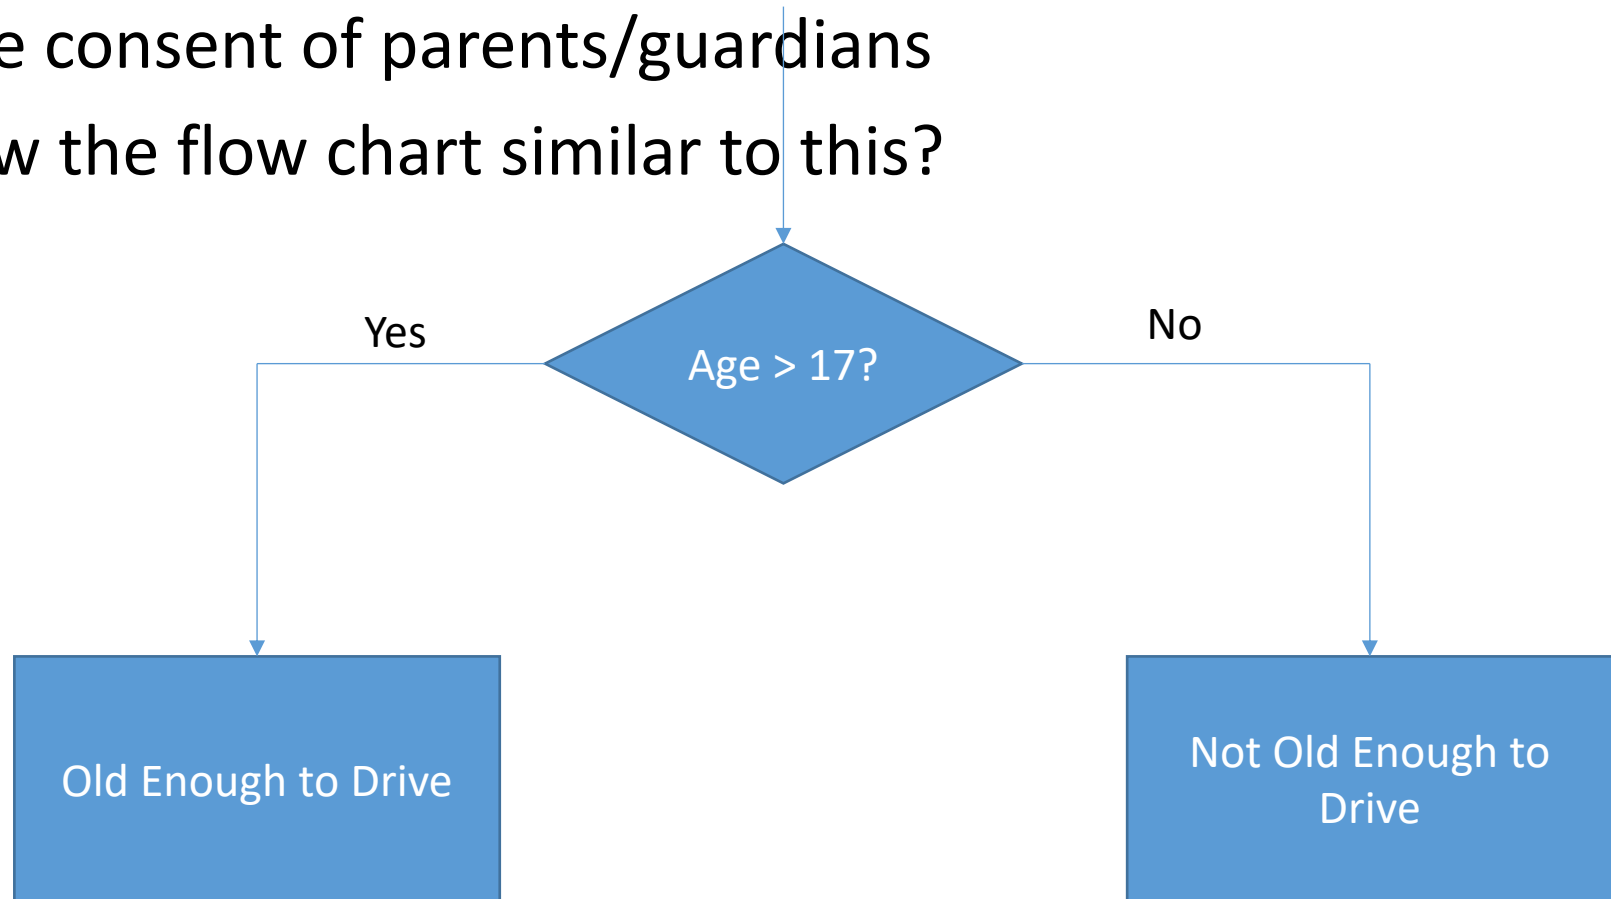 e consent of parents/guardians
w the flow chart similar to this?
Yes
No
Age > 17?
Old Enough to Drive
Not Old Enough to
Drive